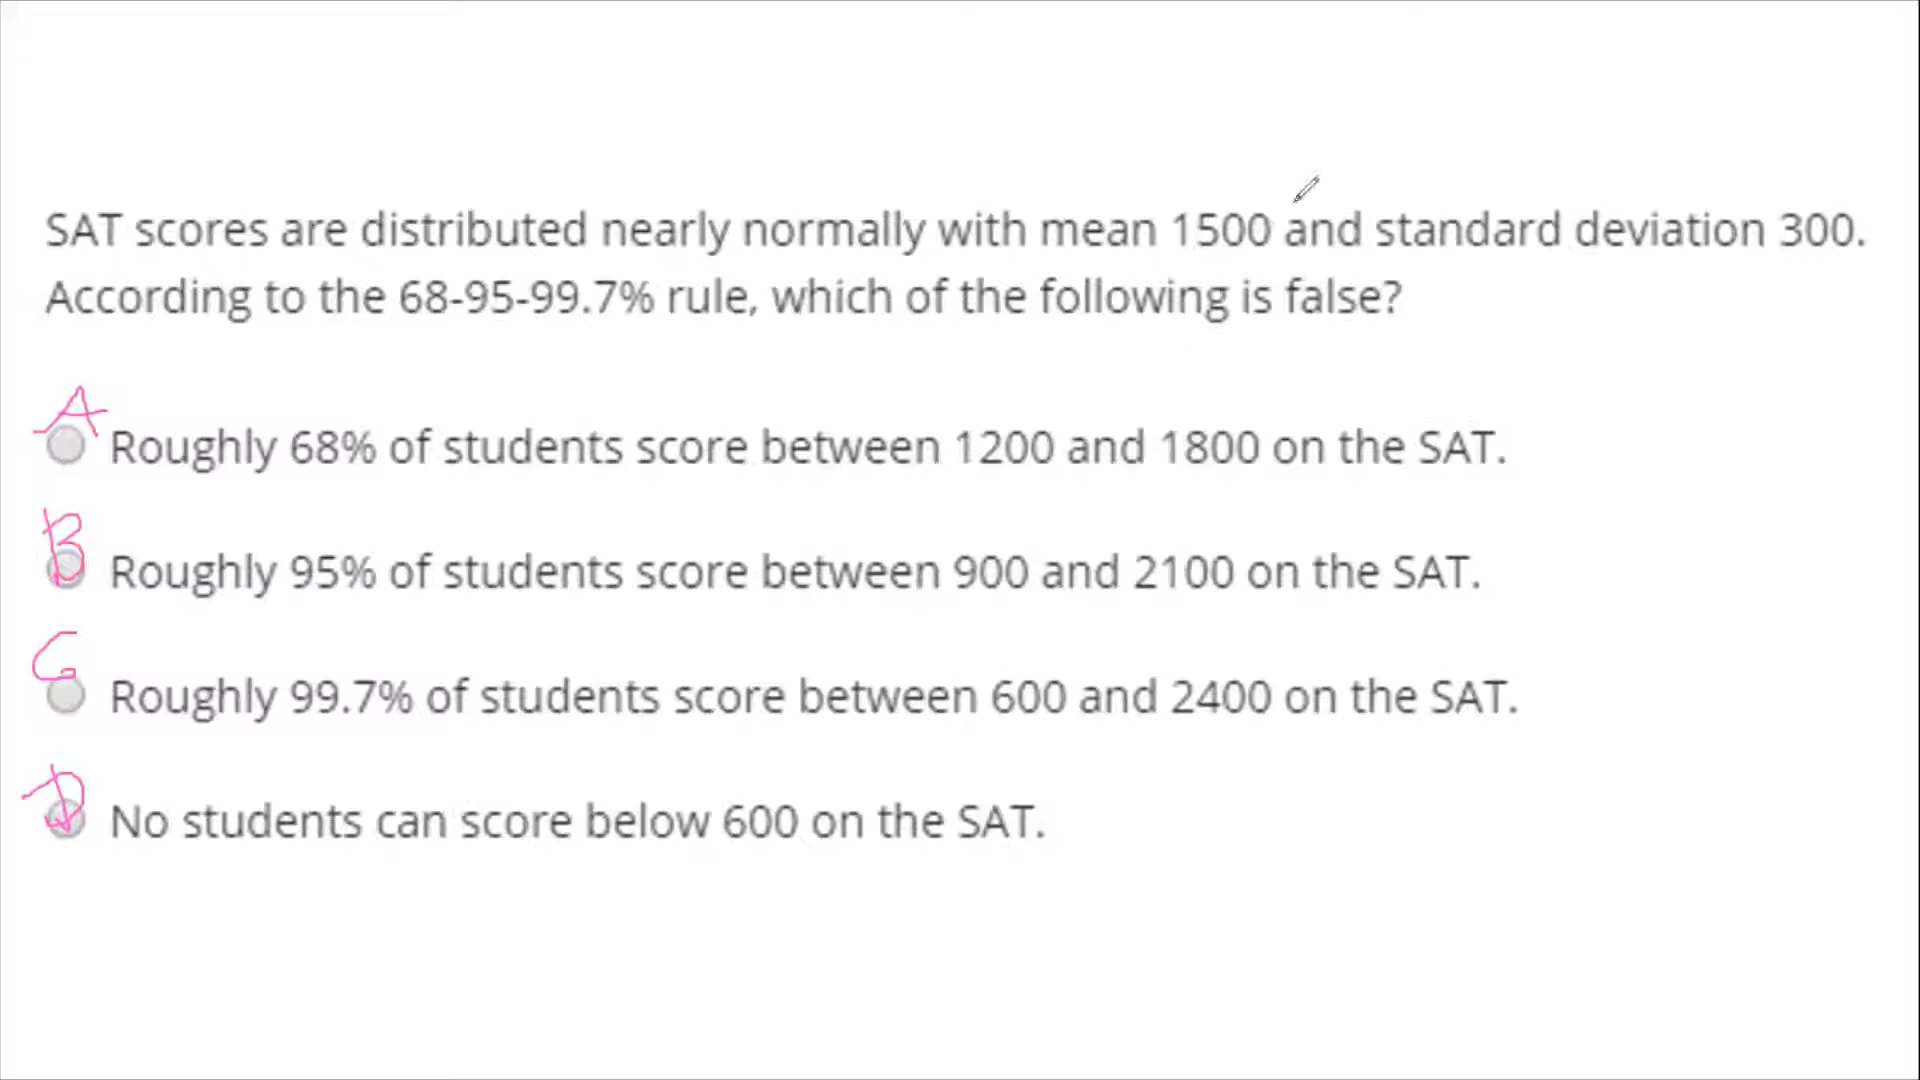 SAT scores are distributed nearly normally with mean 1500 and standard deviation 300.
According to the 68-95-99.7% rule, which of the following is false?
A
Roughly 68% of students score between 1200 and 1800 on the SAT.
B
Roughly 95% of students score between 900 and 2100 on the SAT.
C
Roughly 99.7% of students score between 600 and 2400 on the SAT.
D
No students can score below 600 on the SAT.